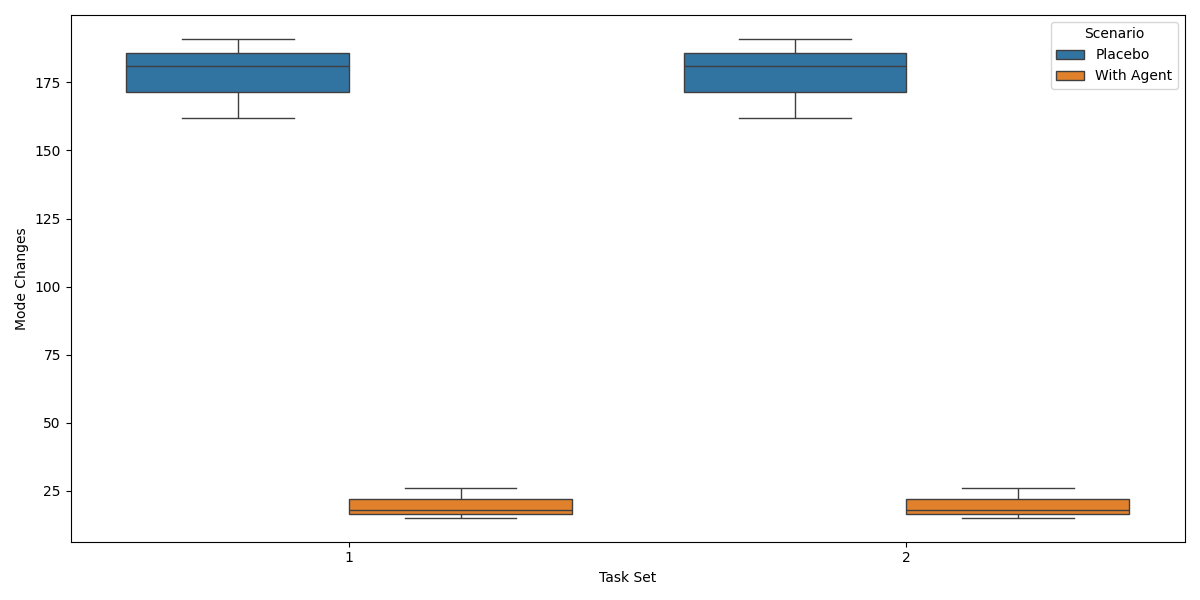 Scenario
Placebo
With Agent
Mode Changes
175
150
125
100
75
50
25
1
2
Task Set